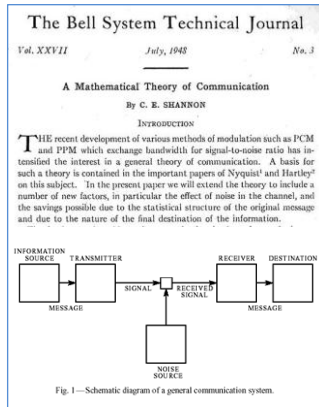 The Bell System Technical Journal
Vol. XXVII July, 1948 No. 3
A Mathematical Theory of Communication
By C. E. SHANNON
INTRODUCTION
THE recent development of various methods of modulation such as PCM
and PPM which exchange bandwidth for signal-to-noise ratio has in-
tensified the interest in a general theory of communication. A basis for
such a theory is contained in the important papers of Nyquist¹ and Hartley²
on this subject. In the present paper we will extend the theory to include a
number of new factors, in particular the effect of noise in the channel, and
the savings possible due to the statistical structure of the original message
and due to the nature of the final destination of the information.
INFORMATION
SOURCE TRANSMITTER RECEIVER DESTINATION
SIGNAL RECEIVED
SIGNAL
MESSAGE MESSAGE
NOISE
SOURCE
Fig. 1—Schematic diagram of a general communication system.